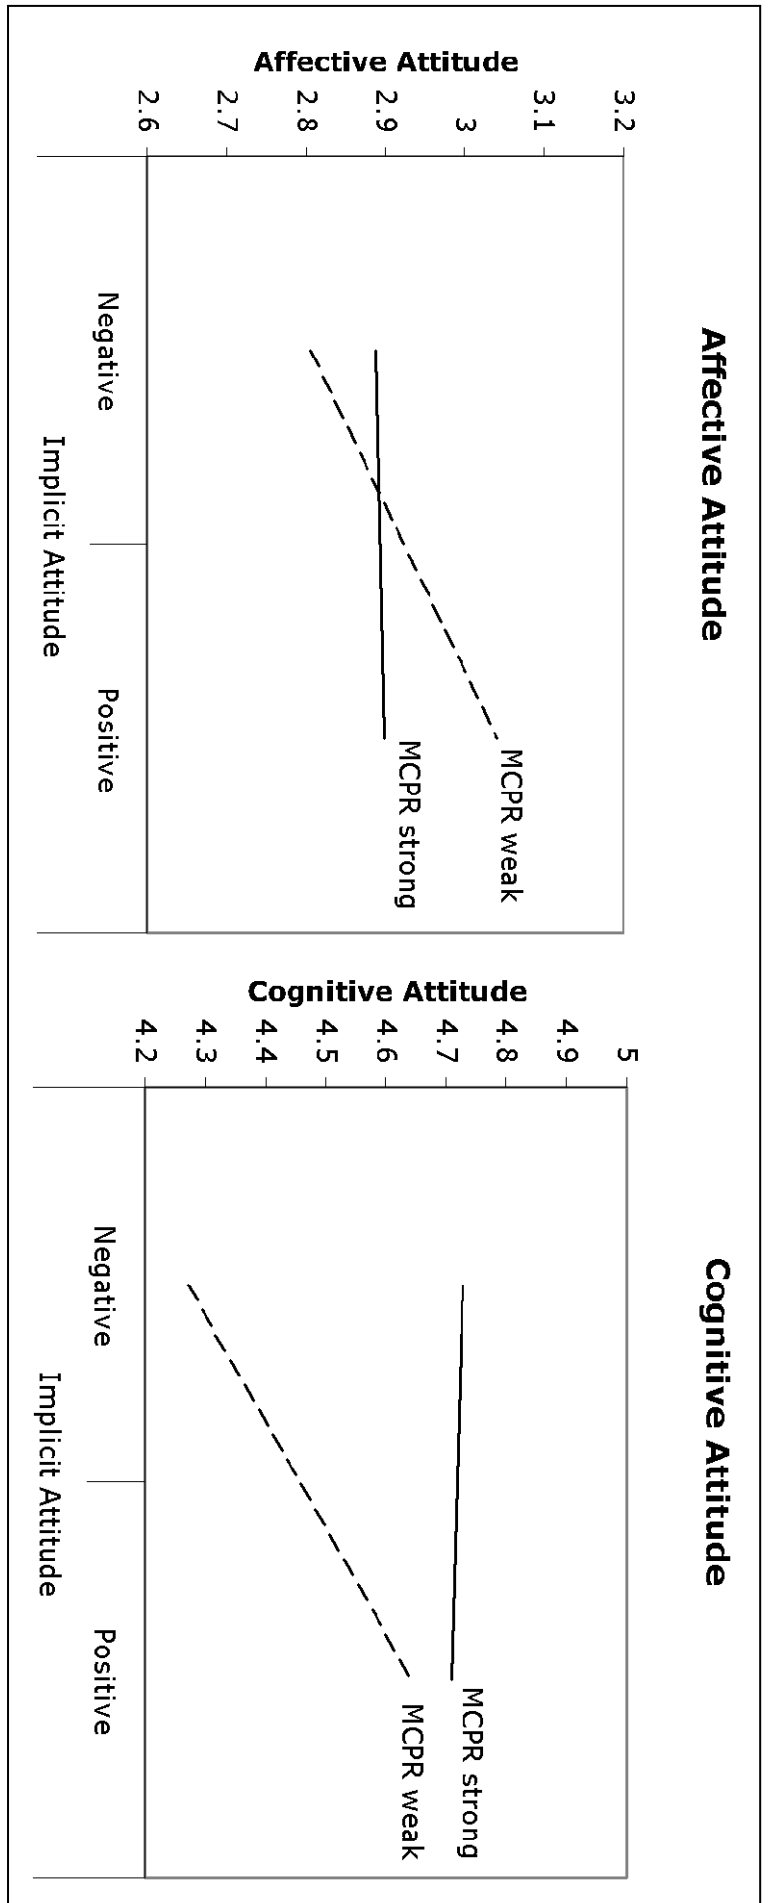 Affective Attitude
Affective Attitude
3.2
3.1
3
2.9
2.8
2.7
2.6
MCPR weak
MCPR strong
Negative
Positive
Implicit Attitude
Cognitive Attitude
Cognitive Attitude
5
4.9
4.9
4.8
4.7
4.6
4.5
4.4
4.3
4.2
MCPR strong
MCPR weak
Negative
Positive
Implicit Attitude